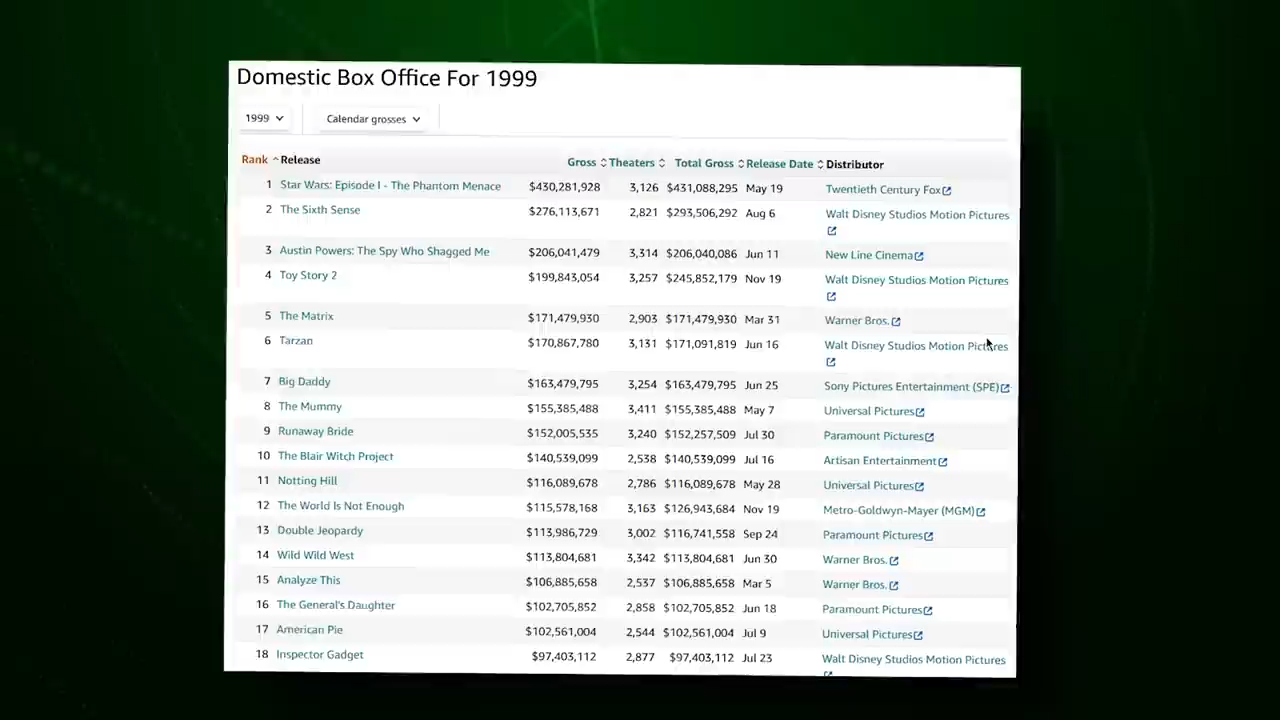 Domestic Box Office For 1999
1999 Calendar grosses
Rank Release Gross Theaters Total Gross Release Date Distributor
1 Star Wars: Episode I - The Phantom Menace $430,281,928 3,126 $431,088,295 May 19 Twentieth Century Fox
2 The Sixth Sense $276,113,671 2,821 $293,506,292 Aug 6 Walt Disney Studios Motion Pictures
3 Austin Powers: The Spy Who Shagged Me $206,041,479 3,314 $206,040,086 Jun 11 New Line Cinema
4 Toy Story 2 $199,843,054 3,257 $245,852,179 Nov 19 Walt Disney Studios Motion Pictures
5 The Matrix $171,479,930 2,903 $171,479,930 Mar 31 Warner Bros.
6 Tarzan $170,867,780 3,131 $171,091,819 Jun 16 Walt Disney Studios Motion Pictures
7 Big Daddy $163,479,795 3,254 $163,479,795 Jun 25 Sony Pictures Entertainment (SPE)
8 The Mummy $155,385,488 3,411 $155,385,488 May 7 Universal Pictures
9 Runaway Bride $152,005,535 3,240 $152,257,509 Jul 30 Paramount Pictures
10 The Blair Witch Project $140,539,099 2,538 $140,539,099 Jul 16 Artisan Entertainment
11 Notting Hill $116,089,678 2,786 $116,089,678 May 28 Universal Pictures
12 The World Is Not Enough $115,578,168 3,163 $126,943,684 Nov 19 Metro-Goldwyn-Mayer (MGM)
13 Double Jeopardy $113,986,729 3,002 $116,741,558 Sep 24 Paramount Pictures
14 Wild Wild West $113,804,681 3,342 $113,804,681 Jun 30 Warner Bros.
15 Analyze This $106,885,658 2,537 $106,885,658 Mar 5 Warner Bros.
16 The General's Daughter $102,705,852 2,858 $102,705,852 Jun 18 Paramount Pictures
17 American Pie $102,561,004 2,544 $102,561,004 Jul 9 Universal Pictures
18 Inspector Gadget $97,403,112 2,877 $97,403,112 Jul 23 Walt Disney Studios Motion Pictures